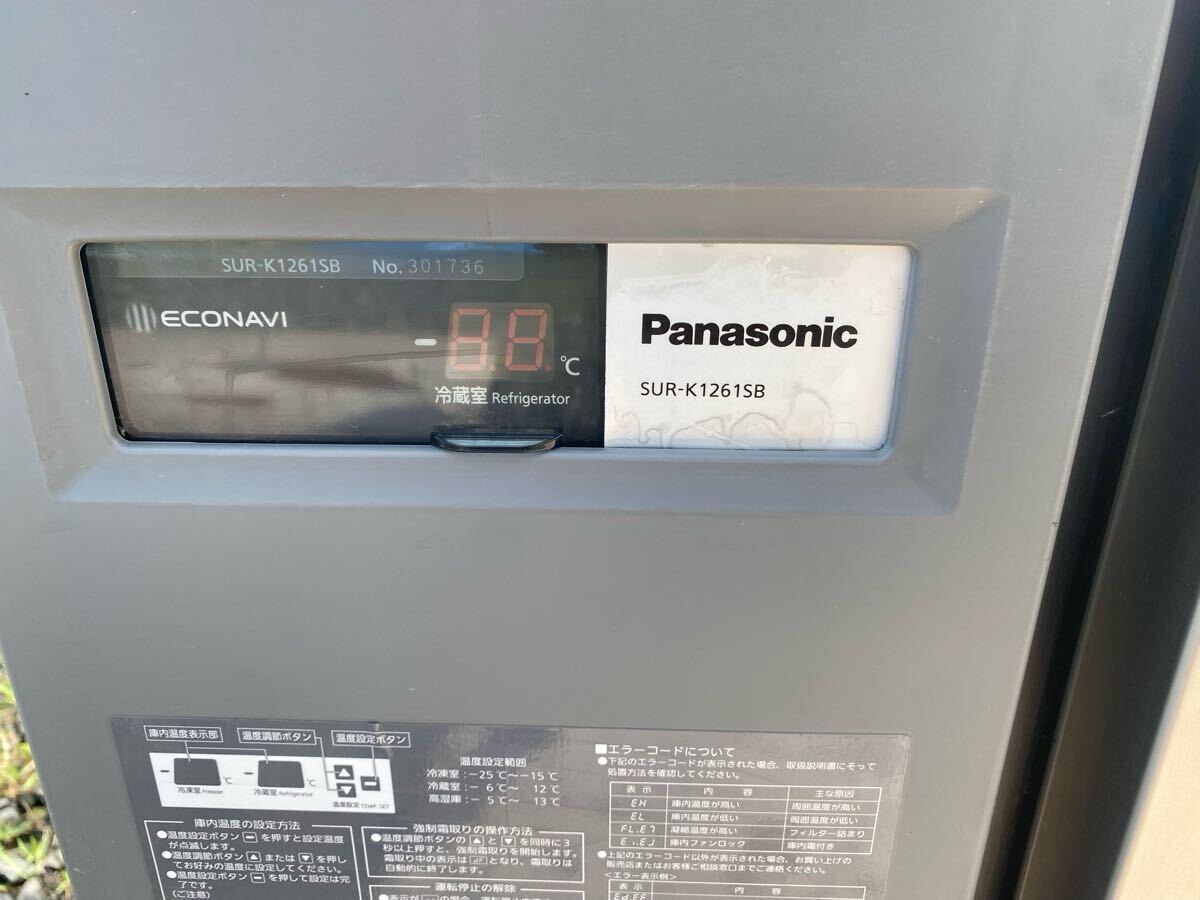 SUR-K1261SB No. 301736
ECONAVI
-88 ℃
冷蔵室 Refrigerator
Panasonic
SUR-K1261SB
庫内温度表示部
温度調節ボタン
温度設定ボタン
- ℃ - ℃
冷凍室 Freezer
冷蔵室 Refrigerator
温度設定 TEMP. SET
温度設定範囲
冷凍室:-25℃~-15℃
冷蔵室:- 6℃~ 12℃
高湿庫:- 5℃~ 13℃
庫内温度の設定方法
●温度設定ボタン▭を押すと設定温度
が点滅します。
●温度調節ボタン▲または▼を押し
てお好みの温度に設定してください。
●温度設定ボタン▭を押して設定は完
了です。
(ご注意)
強制霜取りの操作方法
●温度調節ボタンの▲と▼を同時に3
秒以上押すと、強制霜取りを開始します。
霜取り中の表示は dF となり、霜取りは
自動的に終了します。
運転停止の解除
■エラーコードについて
●下記のエラーコードが表示された場合、取扱説明書にそって
処置方法を確認してください。
表 示 内 容 主な原因
EH 庫内温度が高い 周囲温度が高い
EL 庫内温度が低い 周囲温度が低い
FL.E7 凝縮温度が高い フィルター詰まり
E1.EJ 庫内ファンロック 庫内霜付き
●上記のエラーコード以外が表示された場合、お買い上げの
販売店またはお客様ご相談窓口までご連絡ください。
<エラー表示例>
表 示 内 容